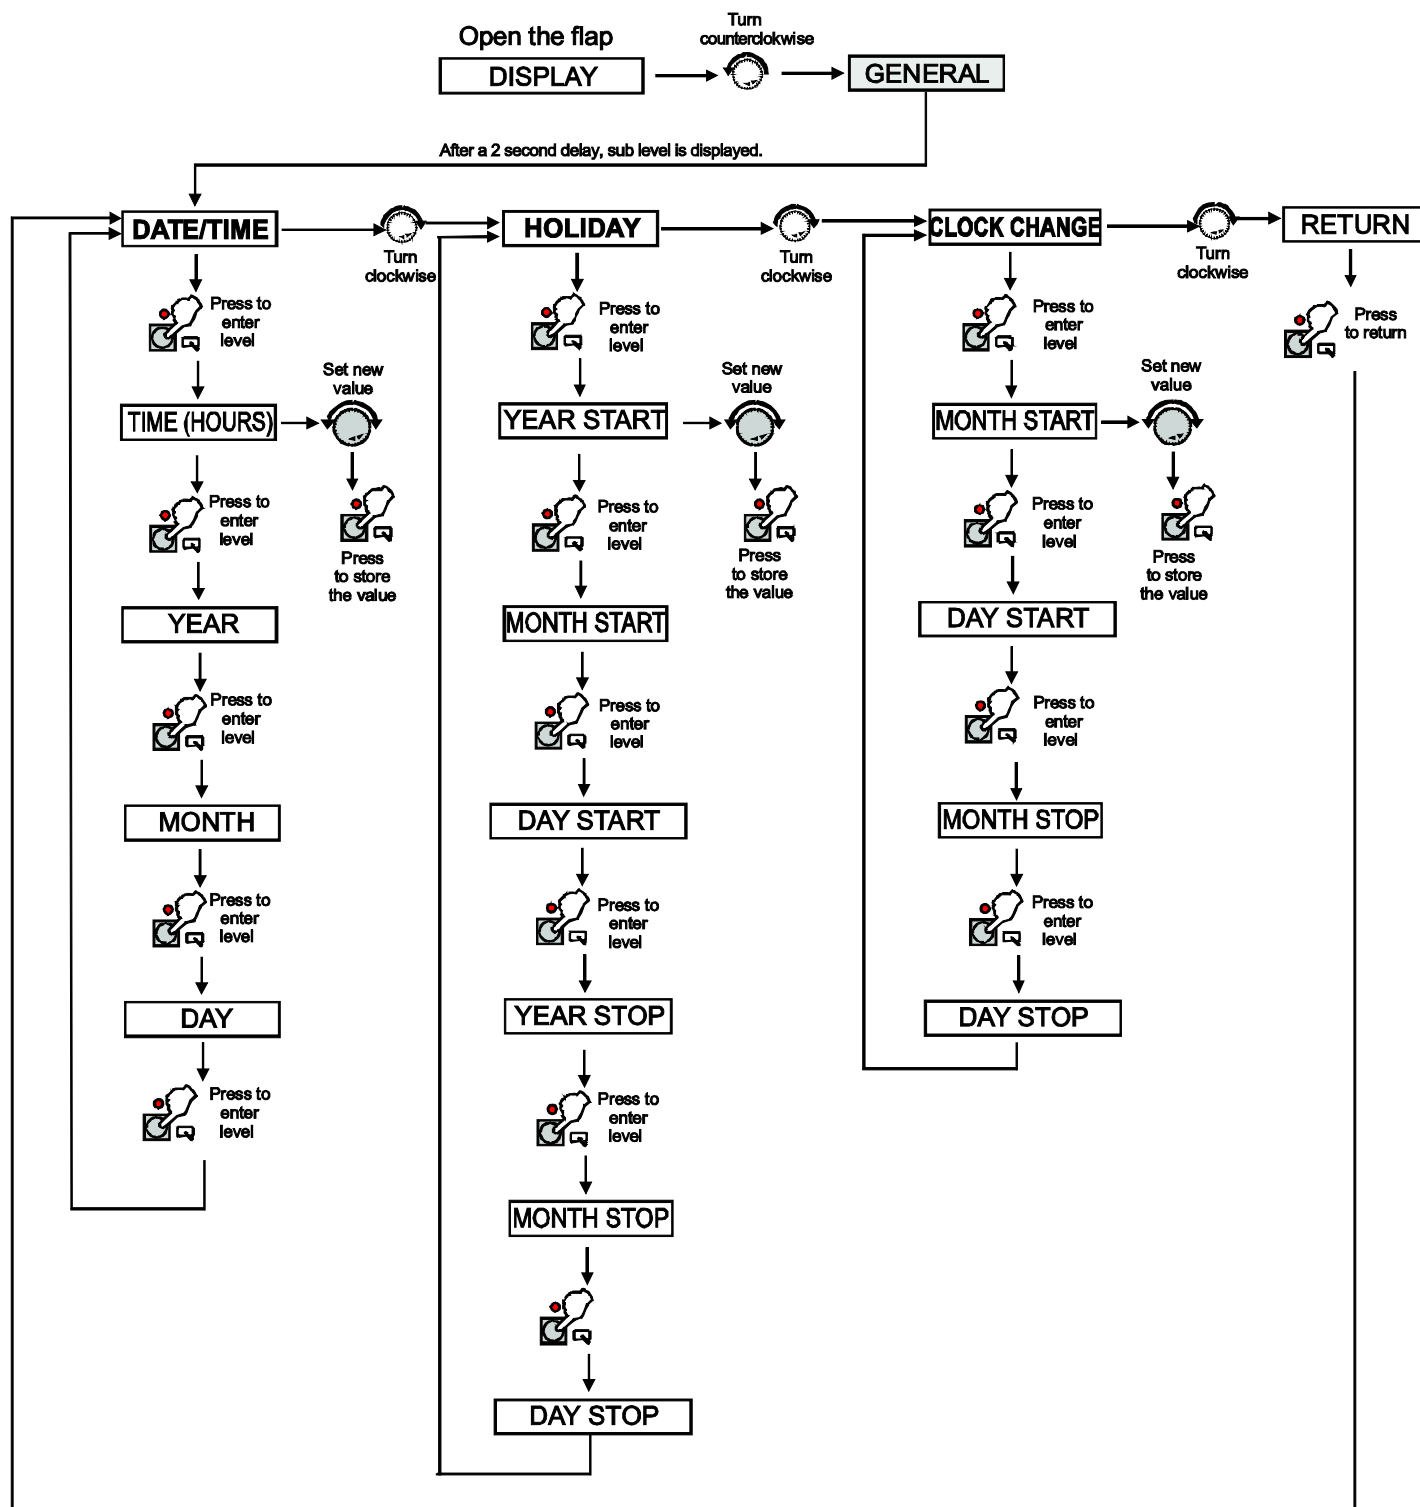 Open the flap
Turn
counterclokwise
DISPLAY
GENERAL
After a 2 second delay, sub level is displayed.
DATE/TIME
Turn
clockwise
HOLIDAY
Turn
clockwise
CLOCK CHANGE
Turn
clockwise
RETURN
Press
to return
Press to
enter
level
TIME (HOURS)
Set new
value
Press
to store
the value
Press to
enter
level
YEAR
Press to
enter
level
MONTH
Press to
enter
level
DAY
Press to
enter
level
Press to
enter
level
YEAR START
Set new
value
Press
to store
the value
Press to
enter
level
MONTH START
Press to
enter
level
DAY START
Press to
enter
level
YEAR STOP
Press to
enter
level
MONTH STOP
DAY STOP
Press to
enter
level
MONTH START
Set new
value
Press
to store
the value
Press to
enter
level
DAY START
Press to
enter
level
MONTH STOP
Press to
enter
level
DAY STOP